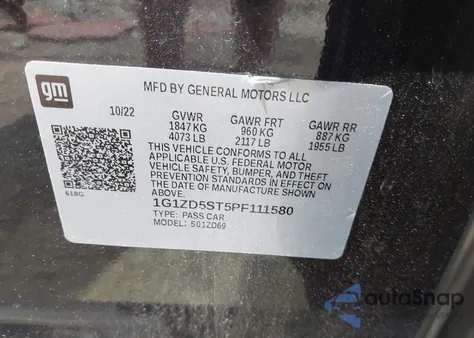 gm
MFD BY GENERAL MOTORS LLC
10/22
GVWR
1847 KG
4073 LB
GAWR FRT
960 KG
2117 LB
GAWR RR
887 KG
1955 LB
THIS VEHICLE CONFORMS TO ALL
APPLICABLE U.S. FEDERAL MOTOR
VEHICLE SAFETY, BUMPER, AND THEFT
PREVENTION STANDARDS IN EFFECT ON
THE DATE OF MANUFACTURE SHOWN
ABOVE.
618G
1G1ZD5ST5PF111580
TYPE: PASS CAR
MODEL: 501ZD69
autoSnap